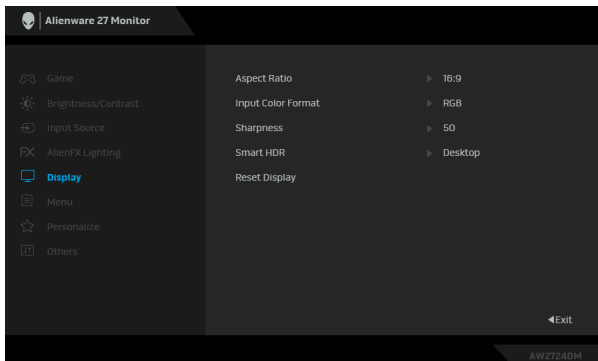 Alienware 27 Monitor
Game
Brightness/Contrast
Input Source
FX AlienFX Lighting
Display
Menu
Personalize
Others
Aspect Ratio 16:9
Input Color Format RGB
Sharpness 50
Smart HDR Desktop
Reset Display
Exit
AW2724DM